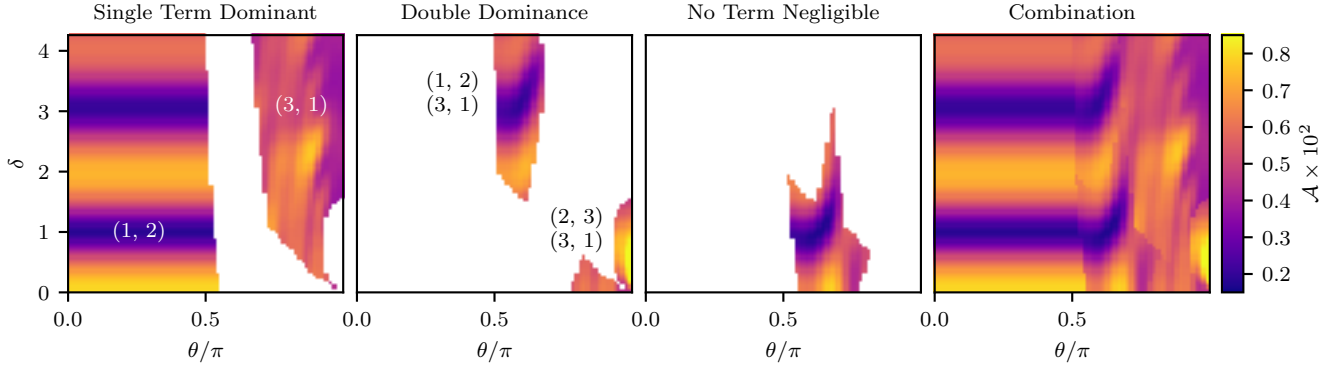 Single Term Dominant
Double Dominance
No Term Negligible
Combination
δ
4
3
2
1
0
(3, 1)
(1, 2)
(1, 2)
(3, 1)
(2, 3)
(3, 1)
0.8
0.7
0.6
0.5
0.4
0.3
0.2
𝒜 × 10²
0.0 0.5
0.0 0.5
0.0 0.5
0.0 0.5
θ/π
θ/π
θ/π
θ/π